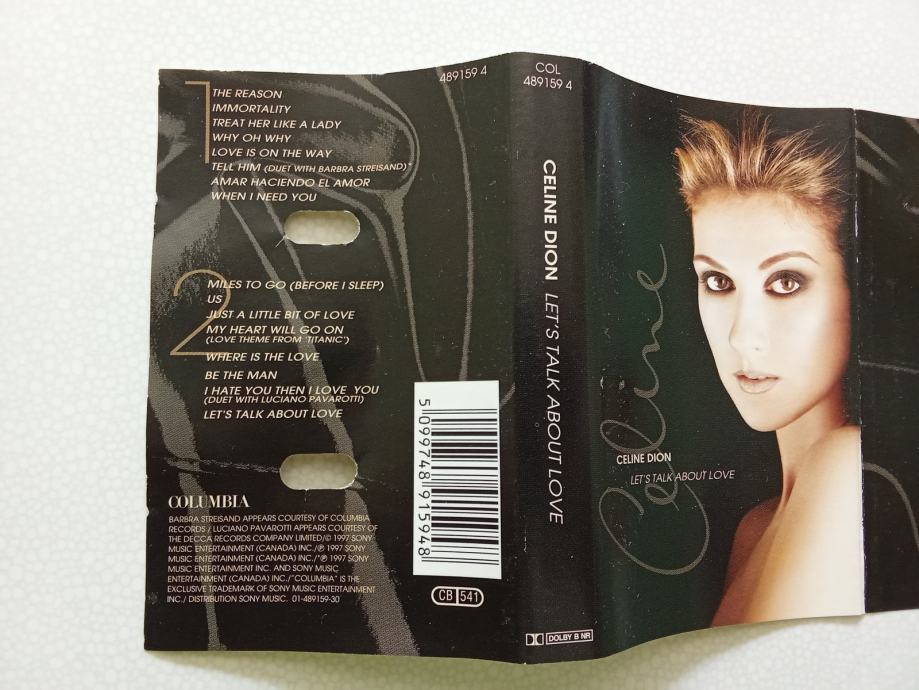 1
THE REASON
IMMORTALITY
TREAT HER LIKE A LADY
WHY OH WHY
LOVE IS ON THE WAY
TELL HIM (DUET WITH BARBRA STREISAND)*
AMAR HACIENDO EL AMOR
WHEN I NEED YOU
2
MILES TO GO (BEFORE I SLEEP)
US
JUST A LITTLE BIT OF LOVE
MY HEART WILL GO ON
(LOVE THEME FROM 'TITANIC')
WHERE IS THE LOVE
BE THE MAN
I HATE YOU THEN I LOVE YOU
(DUET WITH LUCIANO PAVAROTTI)
LET'S TALK ABOUT LOVE
COLUMBIA
BARBRA STREISAND APPEARS COURTESY OF COLUMBIA
RECORDS / LUCIANO PAVAROTTI APPEARS COURTESY OF
THE DECCA RECORDS COMPANY LIMITED/© 1997 SONY
MUSIC ENTERTAINMENT (CANADA) INC./℗ 1997 SONY
MUSIC ENTERTAINMENT (CANADA) INC./*℗ 1997 SONY
MUSIC ENTERTAINMENT INC. AND SONY MUSIC
ENTERTAINMENT (CANADA) INC./"COLUMBIA" IS THE
EXCLUSIVE TRADEMARK OF SONY MUSIC ENTERTAINMENT
INC./ DISTRIBUTION SONY MUSIC. 01-489159-30
489159 4
5 099748 915948
CB 541
COL
489159 4
CELINE DION LET'S TALK ABOUT LOVE
DOLBY B NR
Celine
CELINE DION
LET'S TALK ABOUT LOVE